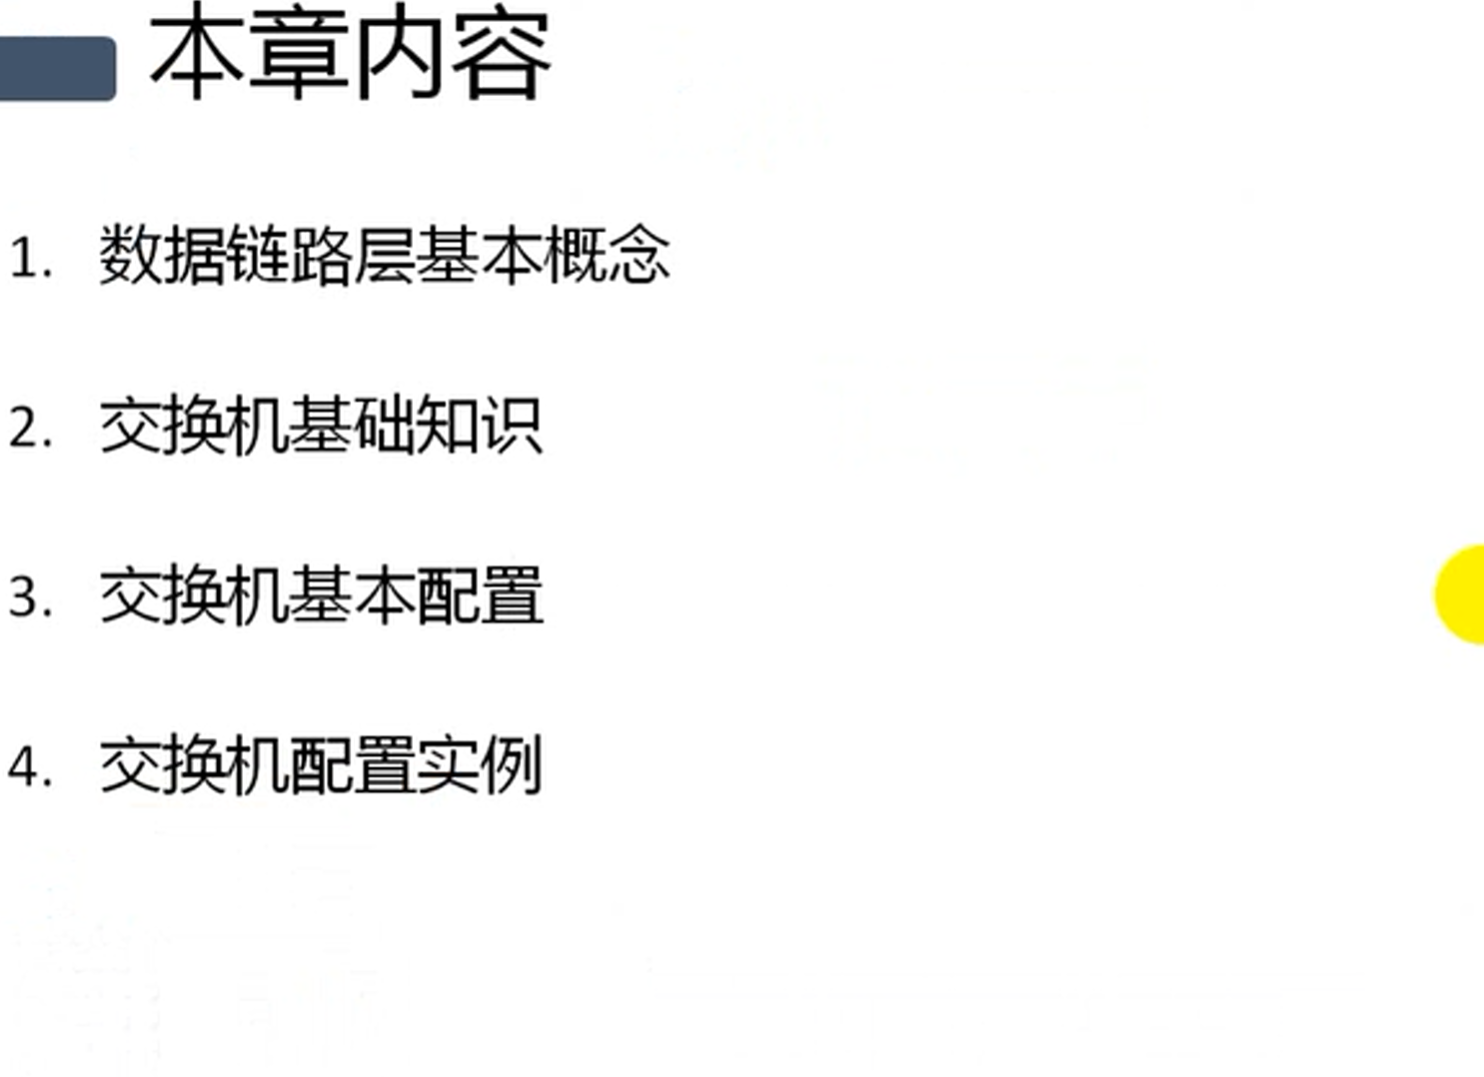 本章内容
1. 数据链路层基本概念
2. 交换机基础知识
3. 交换机基本配置
4. 交换机配置实例